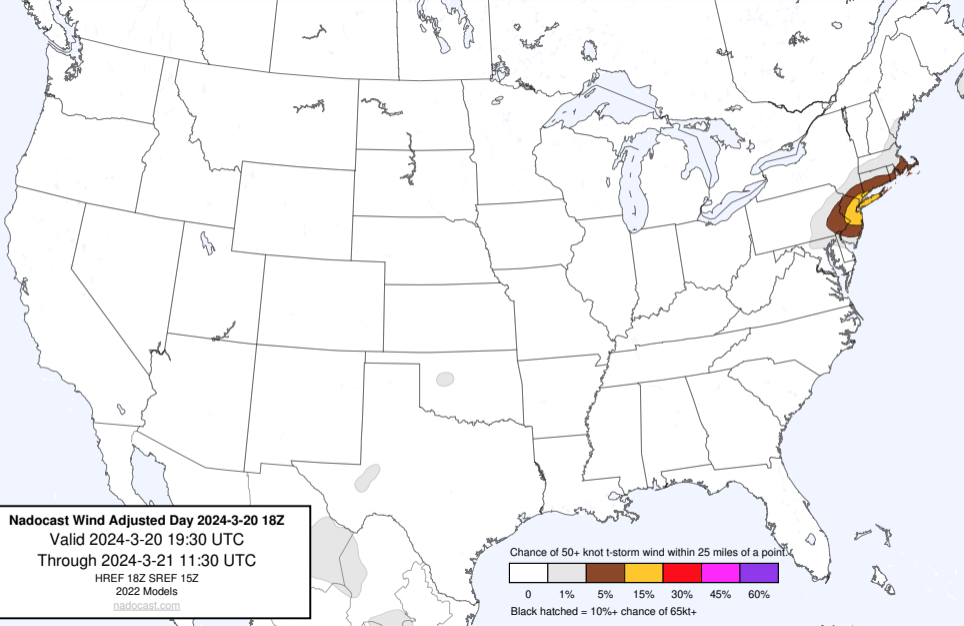 Nadocast Wind Adjusted Day 2024-3-20 18Z
Valid 2024-3-20 19:30 UTC
Through 2024-3-21 11:30 UTC
HREF 18Z SREF 15Z
2022 Models
nadocast.com
Chance of 50+ knot t-storm wind within 25 miles of a point.
0 1% 5% 15% 30% 45% 60%
Black hatched = 10%+ chance of 65kt+